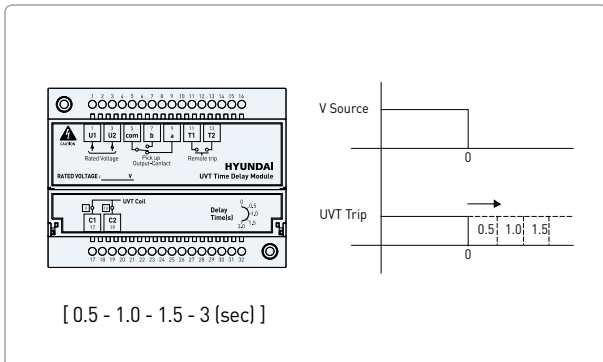 1 2 3 4 5 6 7 8 9 10 11 12 13 14 15 16
CAUTION
1 U1
3 U2
5 com
7 b
9 a
11 T1
13 T2
Rated Voltage
Pick up
Output-Contact
Remote trip
HYUNDAI
RATED VOLTAGE : V
UVT Time Delay Module
UVT Coil
C1 17
C2 19
Delay
Time(s)
0
0.5
1.0
1.5
3.0
17 18 19 20 21 22 23 24 25 26 27 28 29 30 31 32
V Source
0
UVT Trip
0.5 1.0 1.5
0
[ 0.5 - 1.0 - 1.5 - 3 (sec) ]